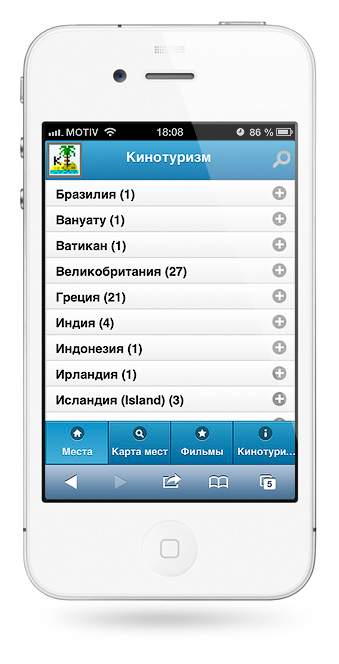 MOTIV 18:08 86 %
K
Кинотуризм
Бразилия (1)
Вануату (1)
Ватикан (1)
Великобритания (27)
Греция (21)
Индия (4)
Индонезия (1)
Ирландия (1)
Исландия (Island) (3)
Места Карта мест Фильмы Кинотури...
5